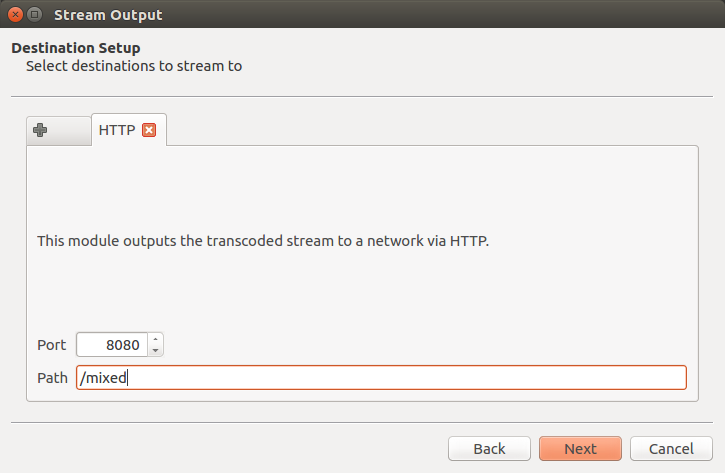 Stream Output
Destination Setup
Select destinations to stream to
HTTP
This module outputs the transcoded stream to a network via HTTP.
Port 8080
Path /mixed
Back Next Cancel